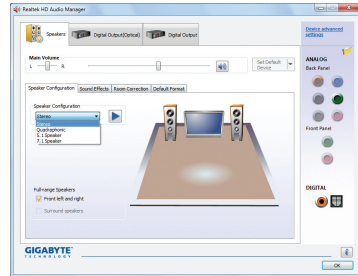 Realtek HD Audio Manager
Speakers
Digital Output(Optical)
Digital Output
Device advanced
settings
Main Volume
L
R
Set Default
Device
ANALOG
Back Panel
Speaker Configuration
Sound Effects
Room Correction
Default Format
Speaker Configuration
Stereo
Stereo
Quadraphonic
5.1 Speaker
7.1 Speaker
Front Panel
Full-range Speakers
Front left and right
Surround speakers
DIGITAL
GIGABYTE
TECHNOLOGY
OK